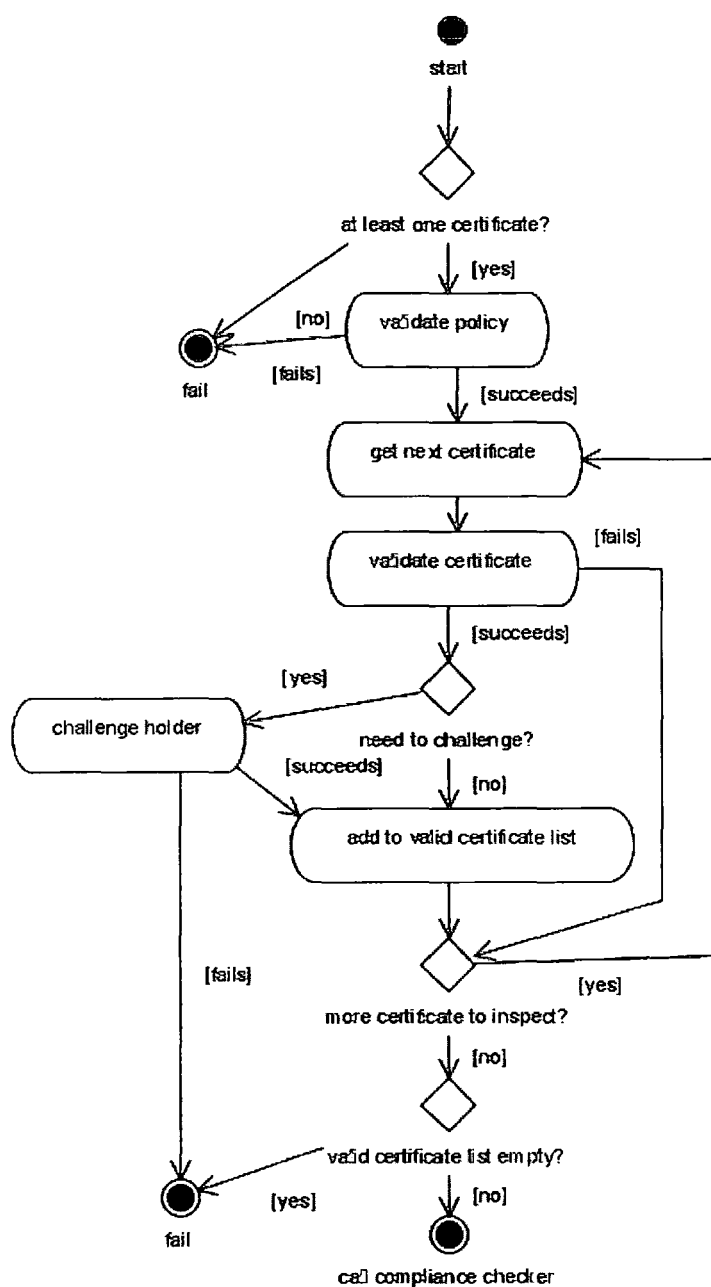 start
at least one certificate?
[yes]
[no]
validate policy
[fails]
fail
[succeeds]
get next certificate
validate certificate
[fails]
[succeeds]
[yes]
challenge holder
need to challenge?
[succeeds]
[no]
add to valid certificate list
[fails]
[yes]
more certificate to inspect?
[no]
valid certificate list empty?
[yes]
[no]
fail
call compliance checker